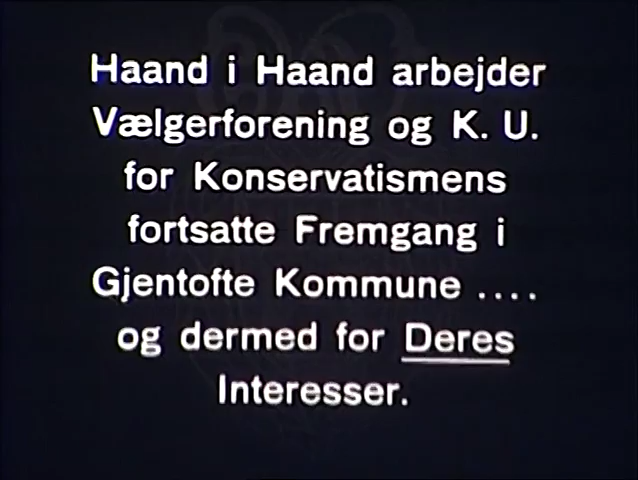 Haand i Haand arbejder
Vælgerforening og K. U.
for Konservatismens
fortsatte Fremgang i
Gjentofte Kommune ....
og dermed for Deres
Interesser.